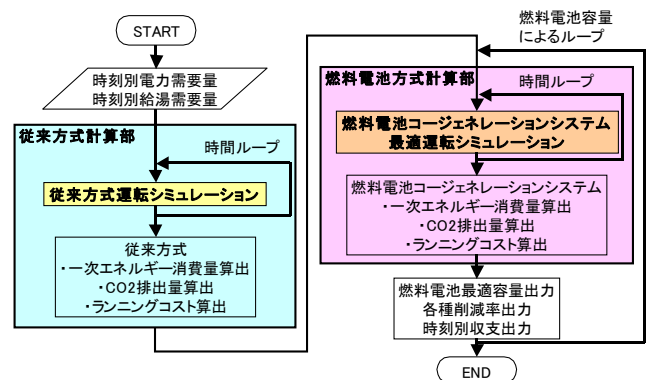 START
時刻別電力需要量
時刻別給湯需要量
従来方式計算部
時間ループ
従来方式運転シミュレーション
従来方式
・一次エネルギー消費量算出
・CO2排出量算出
・ランニングコスト算出
燃料電池容量
によるループ
燃料電池方式計算部
時間ループ
燃料電池コージェネレーションシステム
最適運転シミュレーション
燃料電池コージェネレーションシステム
・一次エネルギー消費量算出
・CO2排出量算出
・ランニングコスト算出
燃料電池最適容量出力
各種削減率出力
時刻別収支出力
END